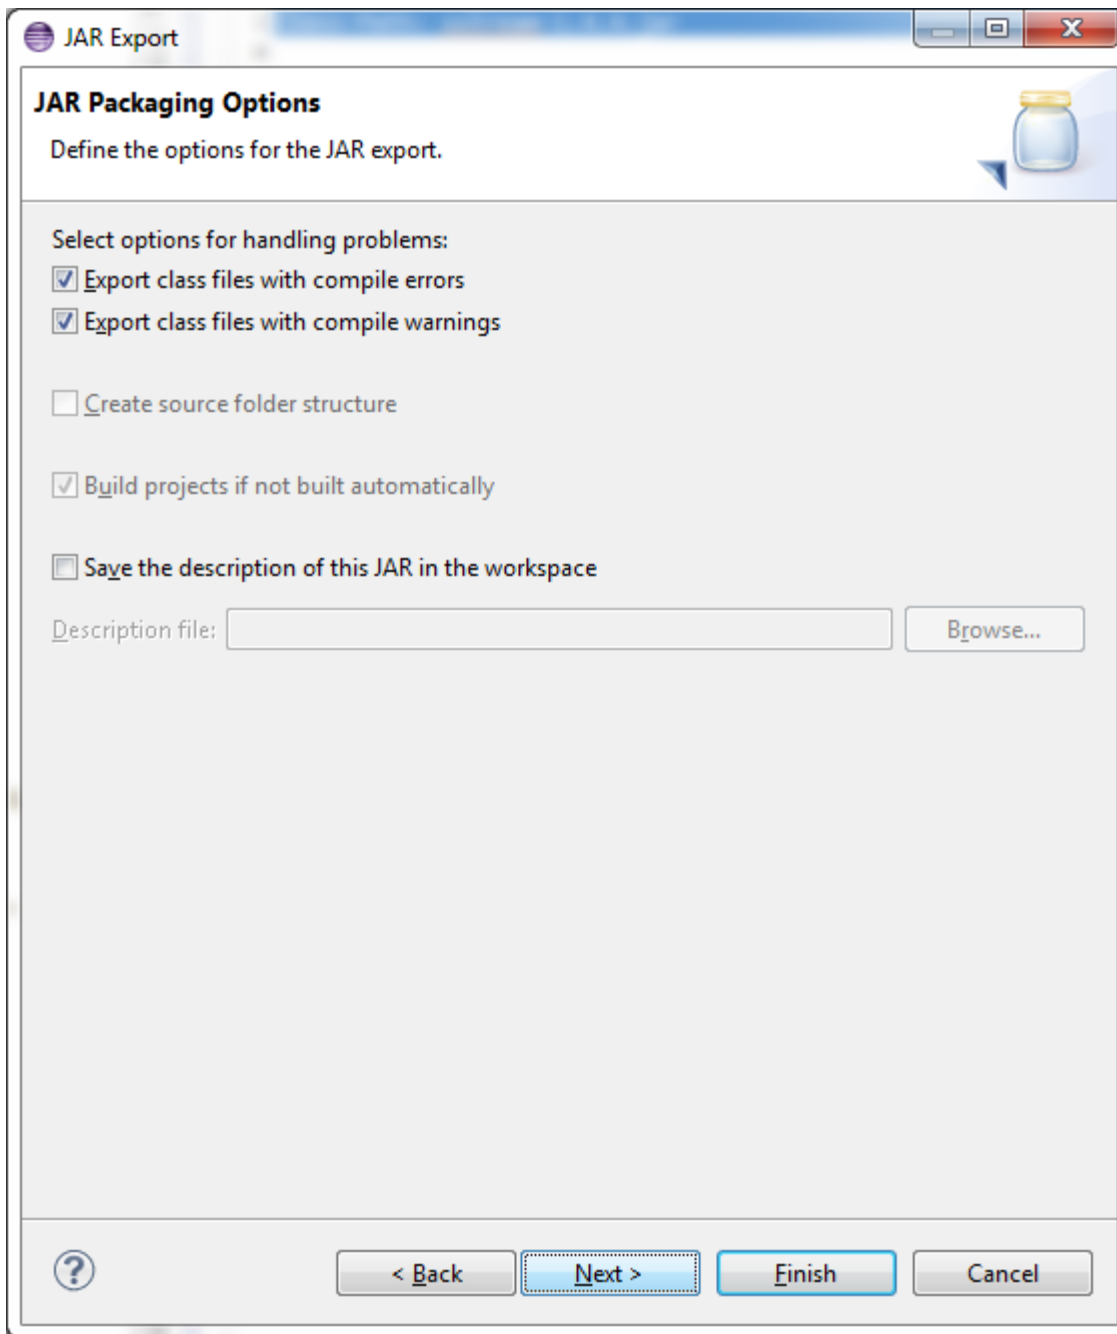 JAR Export
JAR Packaging Options
Define the options for the JAR export.
Select options for handling problems:
Export class files with compile errors
Export class files with compile warnings
Create source folder structure
Build projects if not built automatically
Save the description of this JAR in the workspace
Description file:
Browse...
?
< Back
Next >
Finish
Cancel